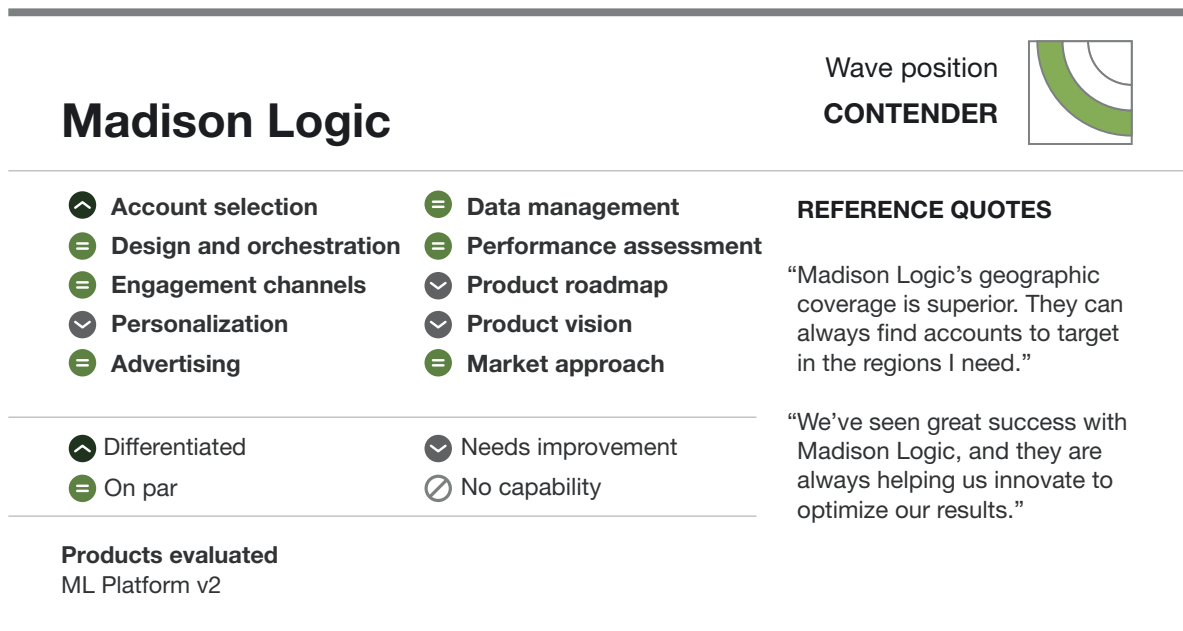 Madison Logic
Wave position
CONTENDER
Account selection
Design and orchestration
Engagement channels
Personalization
Advertising
Data management
Performance assessment
Product roadmap
Product vision
Market approach
Differentiated
On par
Needs improvement
No capability
Products evaluated
ML Platform v2
REFERENCE QUOTES
“Madison Logic’s geographic
coverage is superior. They can
always find accounts to target
in the regions I need.”
“We’ve seen great success with
Madison Logic, and they are
always helping us innovate to
optimize our results.”